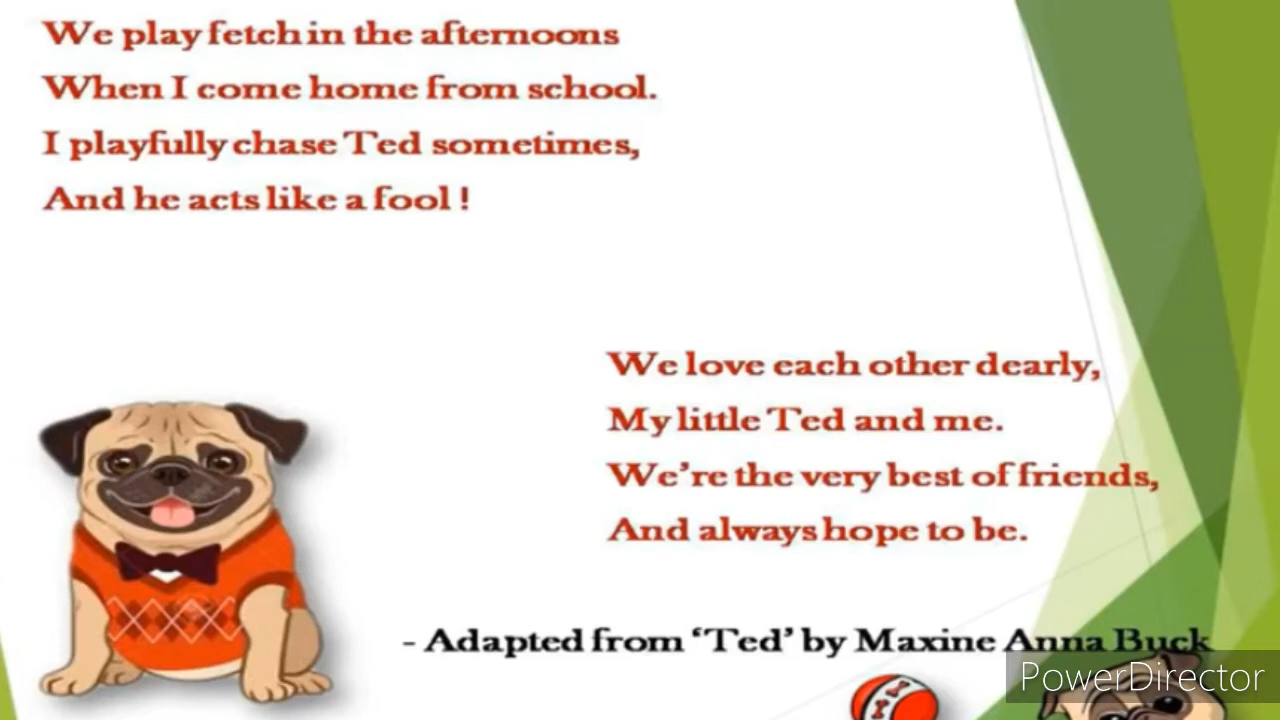 We play fetch in the afternoons
When I come home from school.
I playfully chase Ted sometimes,
And he acts like a fool !
We love each other dearly,
My little Ted and me.
We're the very best of friends,
And always hope to be.
- Adapted from ‘Ted’ by Maxine Anna Buck
PowerDirector